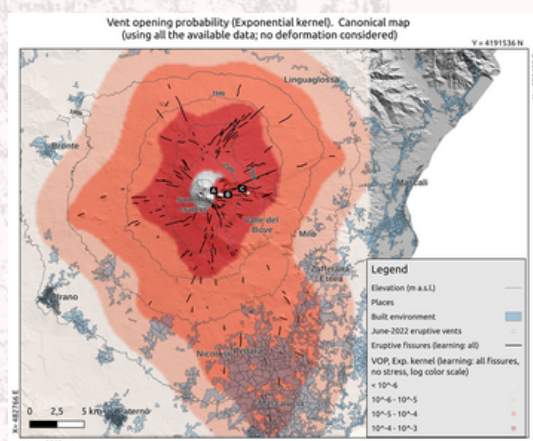 Vent opening probability (Exponential kernel). Canonical map
(using all the available data; no deformation considered)
Y = 4191536 N
Linguaglossa
Bronte
Mascali
A
B
C
Valle del
Bove
Milo
Zafferana
Etnea
X= 482766 E
0 2,5 5 km
Legend
Elevation (m a.s.l.)
Places
Built environment
June-2022 eruptive vents
Eruptive fissures (learning: all)
VOP, Exp. kernel (learning: all fissures,
no stress, log color scale)
< 10^-6
10^-6 - 10^-5
10^-5 - 10^-4
10^-4 - 10^-3